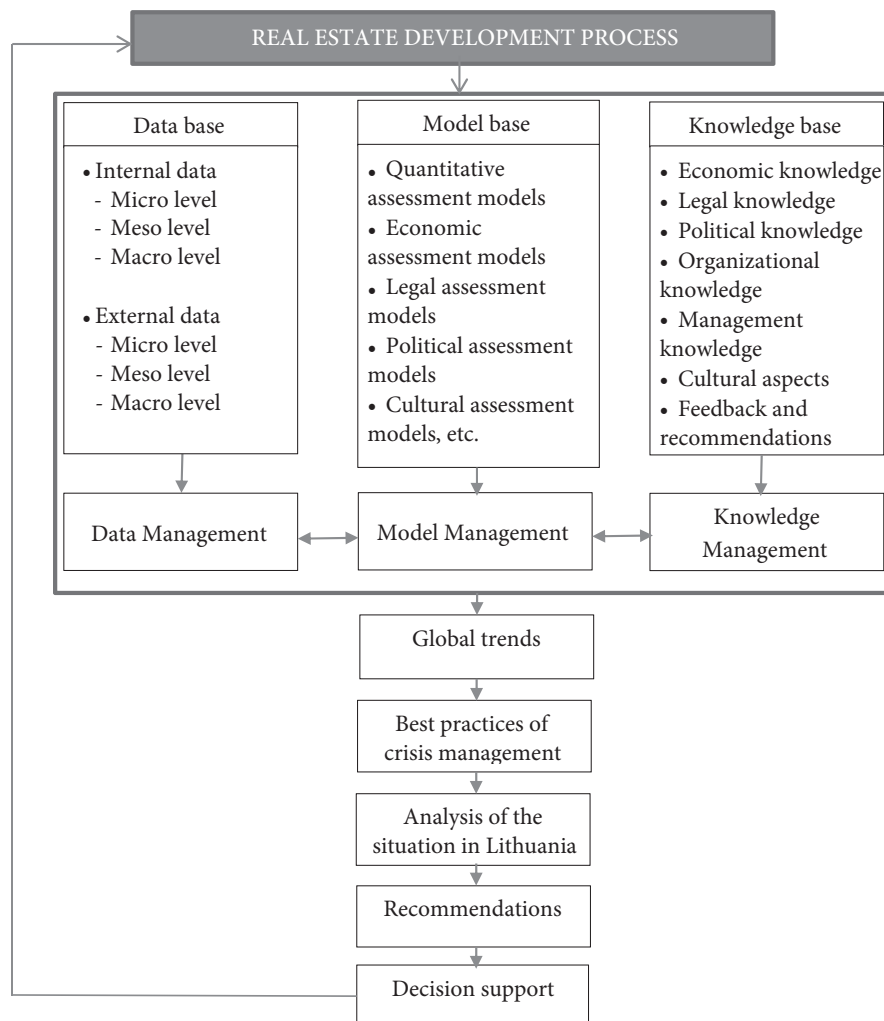 REAL ESTATE DEVELOPMENT PROCESS
Data base
• Internal data
- Micro level
- Meso level
- Macro level
• External data
- Micro level
- Meso level
- Macro level
Model base
• Quantitative
assessment models
• Economic
assessment models
• Legal assessment
models
• Political assessment
models
• Cultural assessment
models, etc.
Knowledge base
• Economic knowledge
• Legal knowledge
• Political knowledge
• Organizational
knowledge
• Management
knowledge
• Cultural aspects
• Feedback and
recommendations
Data Management
Model Management
Knowledge
Management
Global trends
Best practices of
crisis management
Analysis of the
situation in Lithuania
Recommendations
Decision support